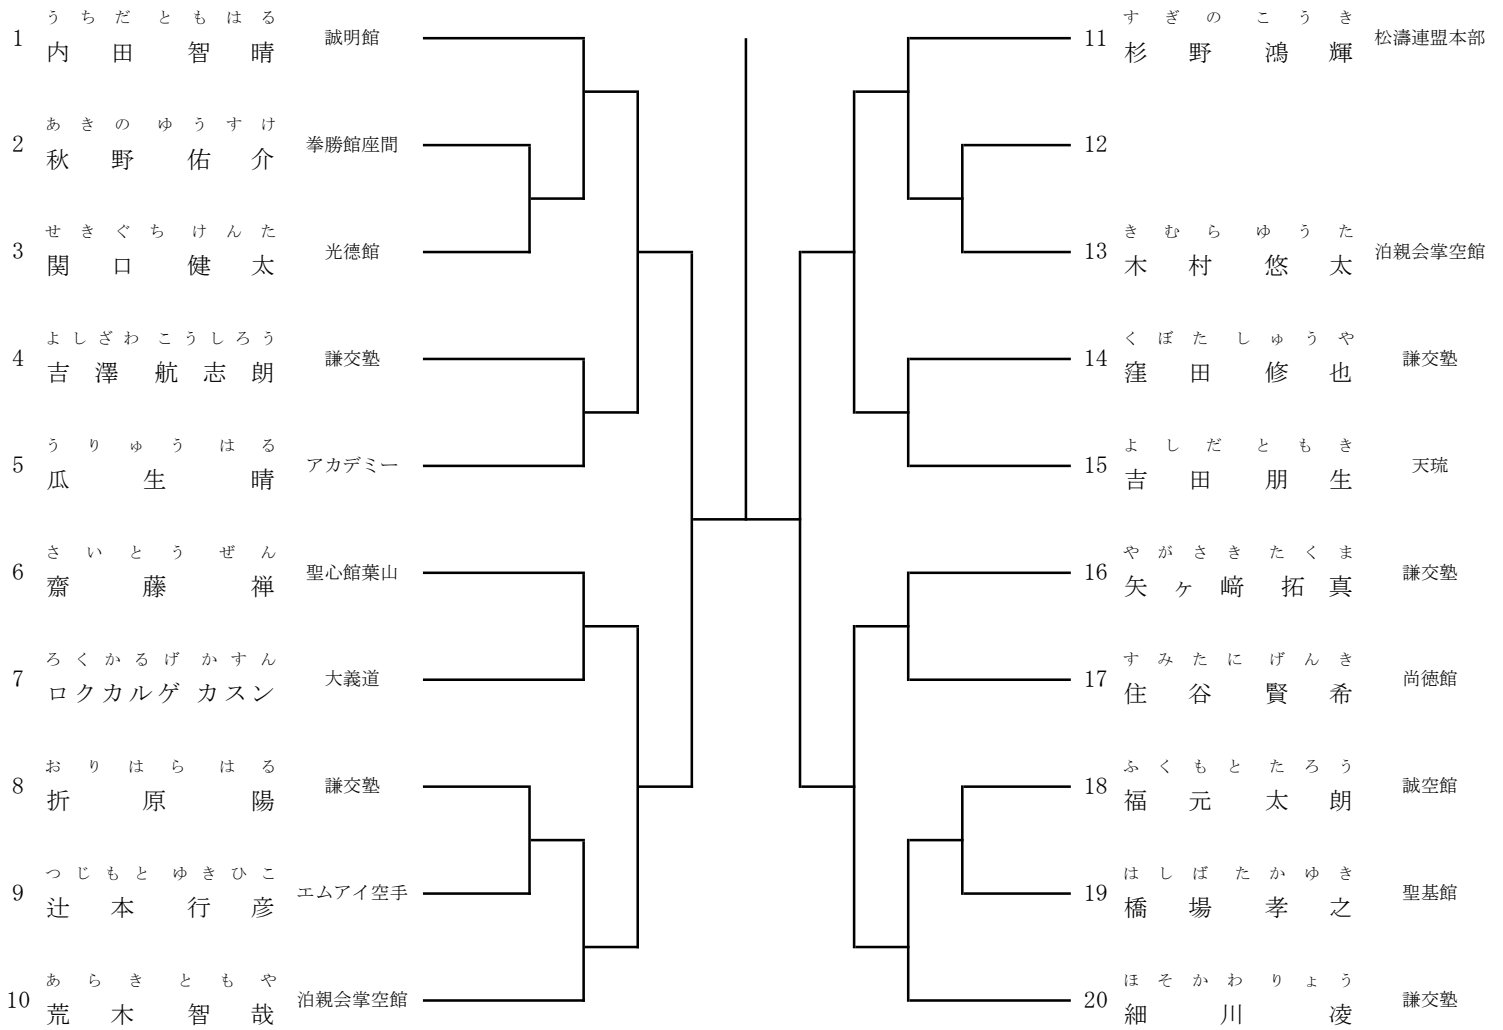 うちだ ともはる
1 内田 智晴 誠明館
あきの ゆうすけ
2 秋野 佑介 拳勝館座間
せきぐち けんた
3 関口 健太 光徳館
よしざわ こうしろう
4 吉澤 航志朗 謙交塾
うりゅう はる
5 瓜生 晴 アカデミー
さいとう ぜん
6 齋藤 禅 聖心館葉山
ろくかるげ かすん
7 ロクカルゲ カスン 大義道
おりはら はる
8 折原 陽 謙交塾
つじもと ゆきひこ
9 辻本 行彦 エムアイ空手
あらき ともや
10 荒木 智哉 泊親会掌空館
すぎの こうき
11 杉野 鴻輝 松濤連盟本部
12
きむら ゆうた
13 木村 悠太 泊親会掌空館
くぼた しゅうや
14 窪田 修也 謙交塾
よしだ ともき
15 吉田 朋生 天琉
やがさき たくま
16 矢ヶ﨑 拓真 謙交塾
すみたに げんき
17 住谷 賢希 尚徳館
ふくもと たろう
18 福元 太朗 誠空館
はしば たかゆき
19 橋場 孝之 聖基館
ほそかわ りょう
20 細川 凌 謙交塾